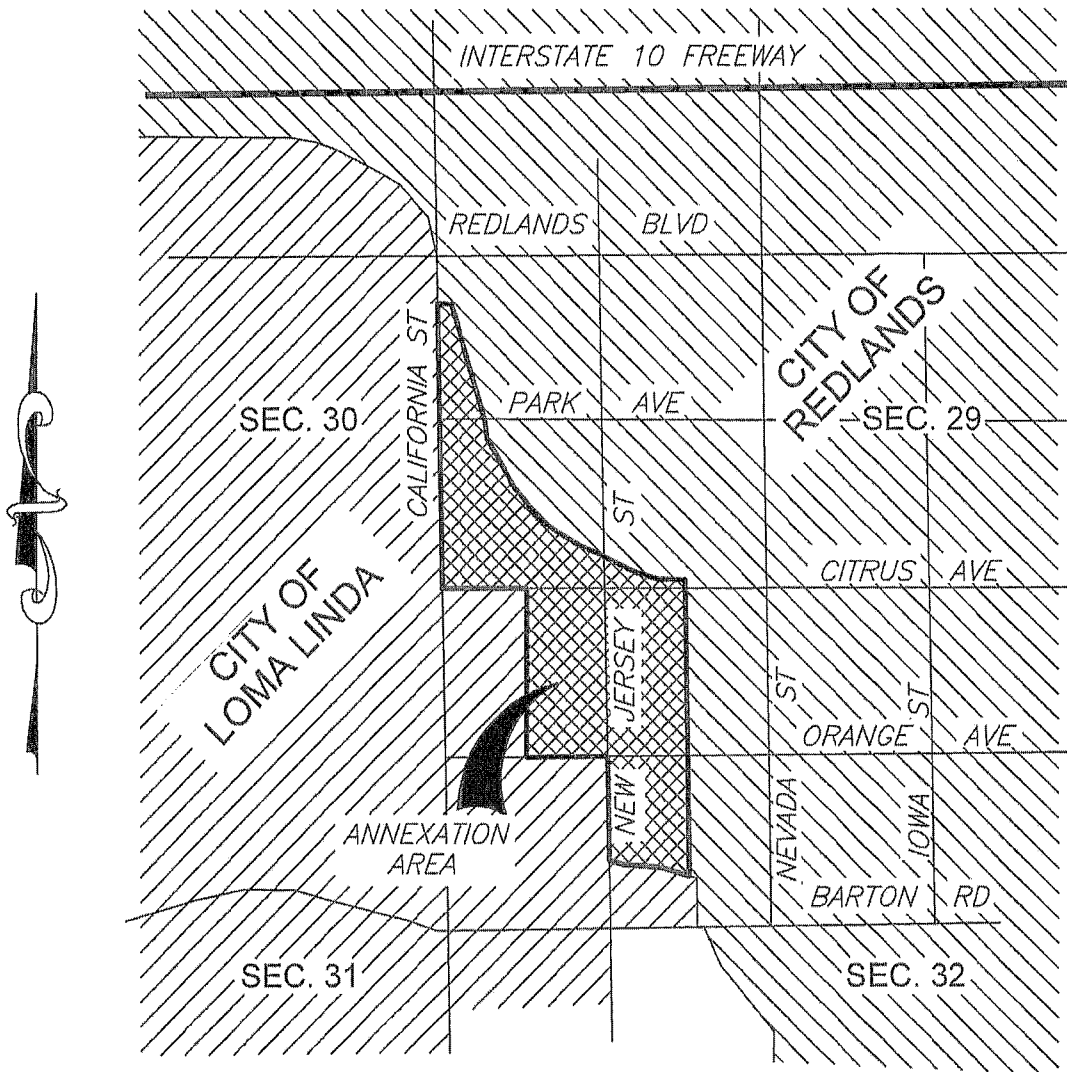 INTERSTATE 10 FREEWAY
REDLANDS BLVD
CITY OF
REDLANDS
CALIFORNIA ST
SEC. 30
PARK AVE
SEC. 29
ST
CITRUS AVE
CITY OF
LOMA LINDA
NEW JERSEY
ST
ORANGE AVE
IOWA ST
NEVADA
ANNEXATION
AREA
BARTON RD
SEC. 31
SEC. 32